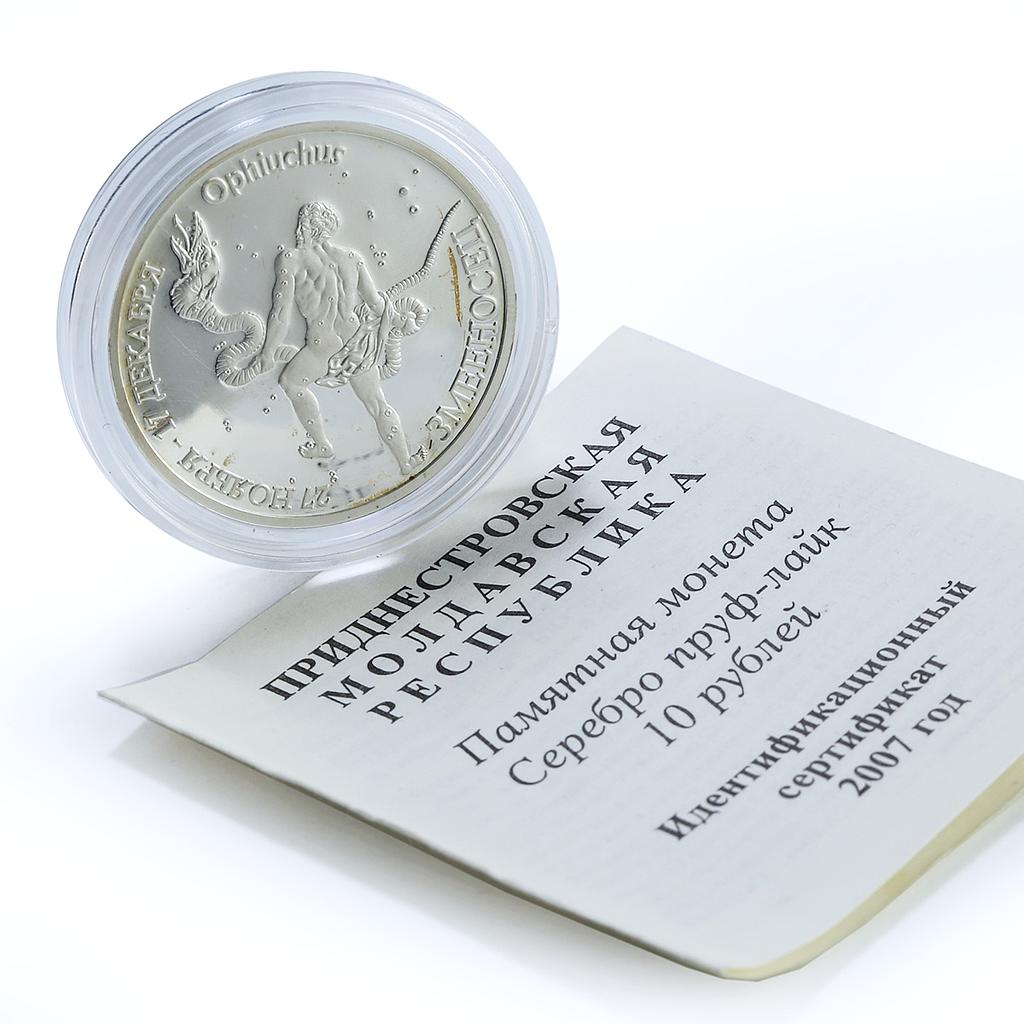 Ophiuchus
27 НОЯБРЯ - 17 ДЕКАБРЯ
ЗМЕЕНОСЕЦ
ПРИДНЕСТРОВСКАЯ
МОЛДАВСКАЯ
РЕСПУБЛИКА
Памятная монета
Серебро пруф-лайк
10 рублей
Идентификационный
сертификат
2007 год